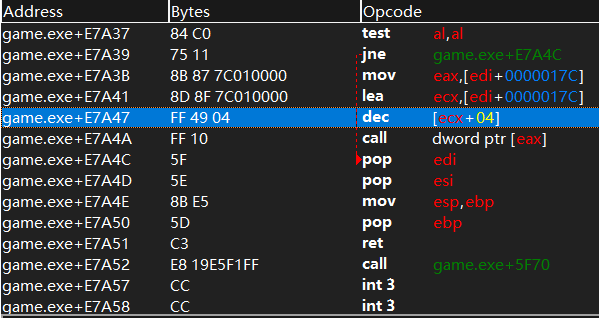 Address Bytes Opcode
game.exe+E7A37 84 C0 test al,al
game.exe+E7A39 75 11 jne game.exe+E7A4C
game.exe+E7A3B 8B 87 7C010000 mov eax,[edi+0000017C]
game.exe+E7A41 8D 8F 7C010000 lea ecx,[edi+0000017C]
game.exe+E7A47 FF 49 04 dec [ecx+04]
game.exe+E7A4A FF 10 call dword ptr [eax]
game.exe+E7A4C 5F pop edi
game.exe+E7A4D 5E pop esi
game.exe+E7A4E 8B E5 mov esp,ebp
game.exe+E7A50 5D pop ebp
game.exe+E7A51 C3 ret
game.exe+E7A52 E8 19E5F1FF call game.exe+5F70
game.exe+E7A57 CC int 3
game.exe+E7A58 CC int 3